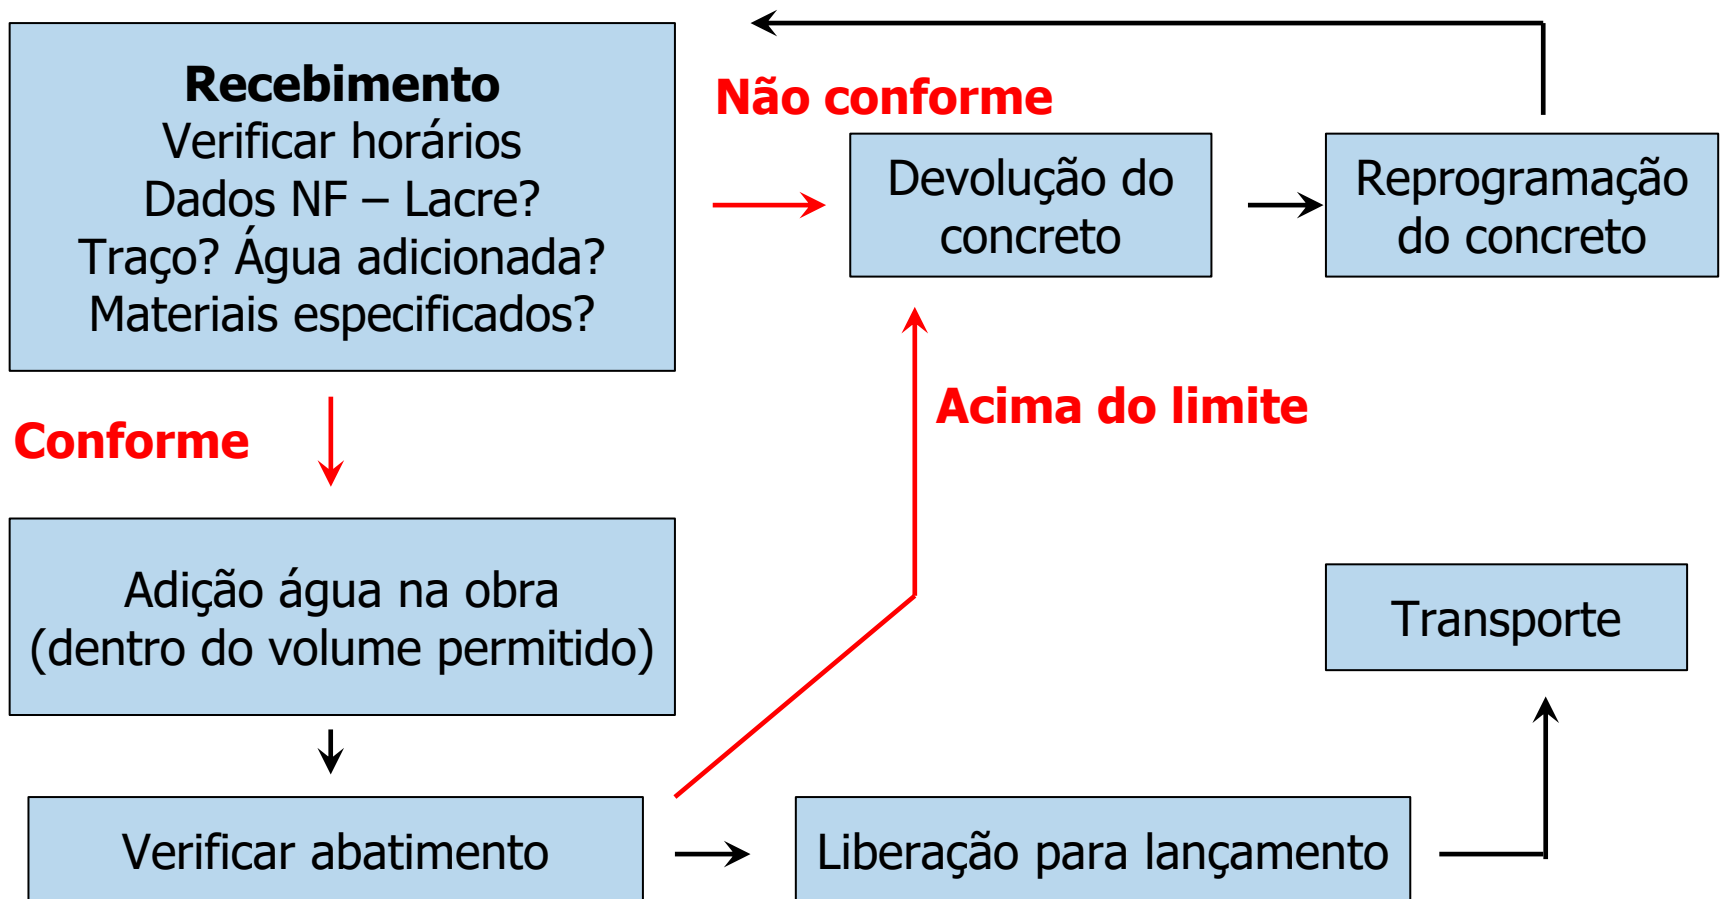 Recebimento
Verificar horários
Dados NF – Lacre?
Traço? Água adicionada?
Materiais especificados?
Não conforme
Devolução do
concreto
Reprogramação
do concreto
Conforme
Acima do limite
Adição água na obra
(dentro do volume permitido)
Transporte
Verificar abatimento
Liberação para lançamento